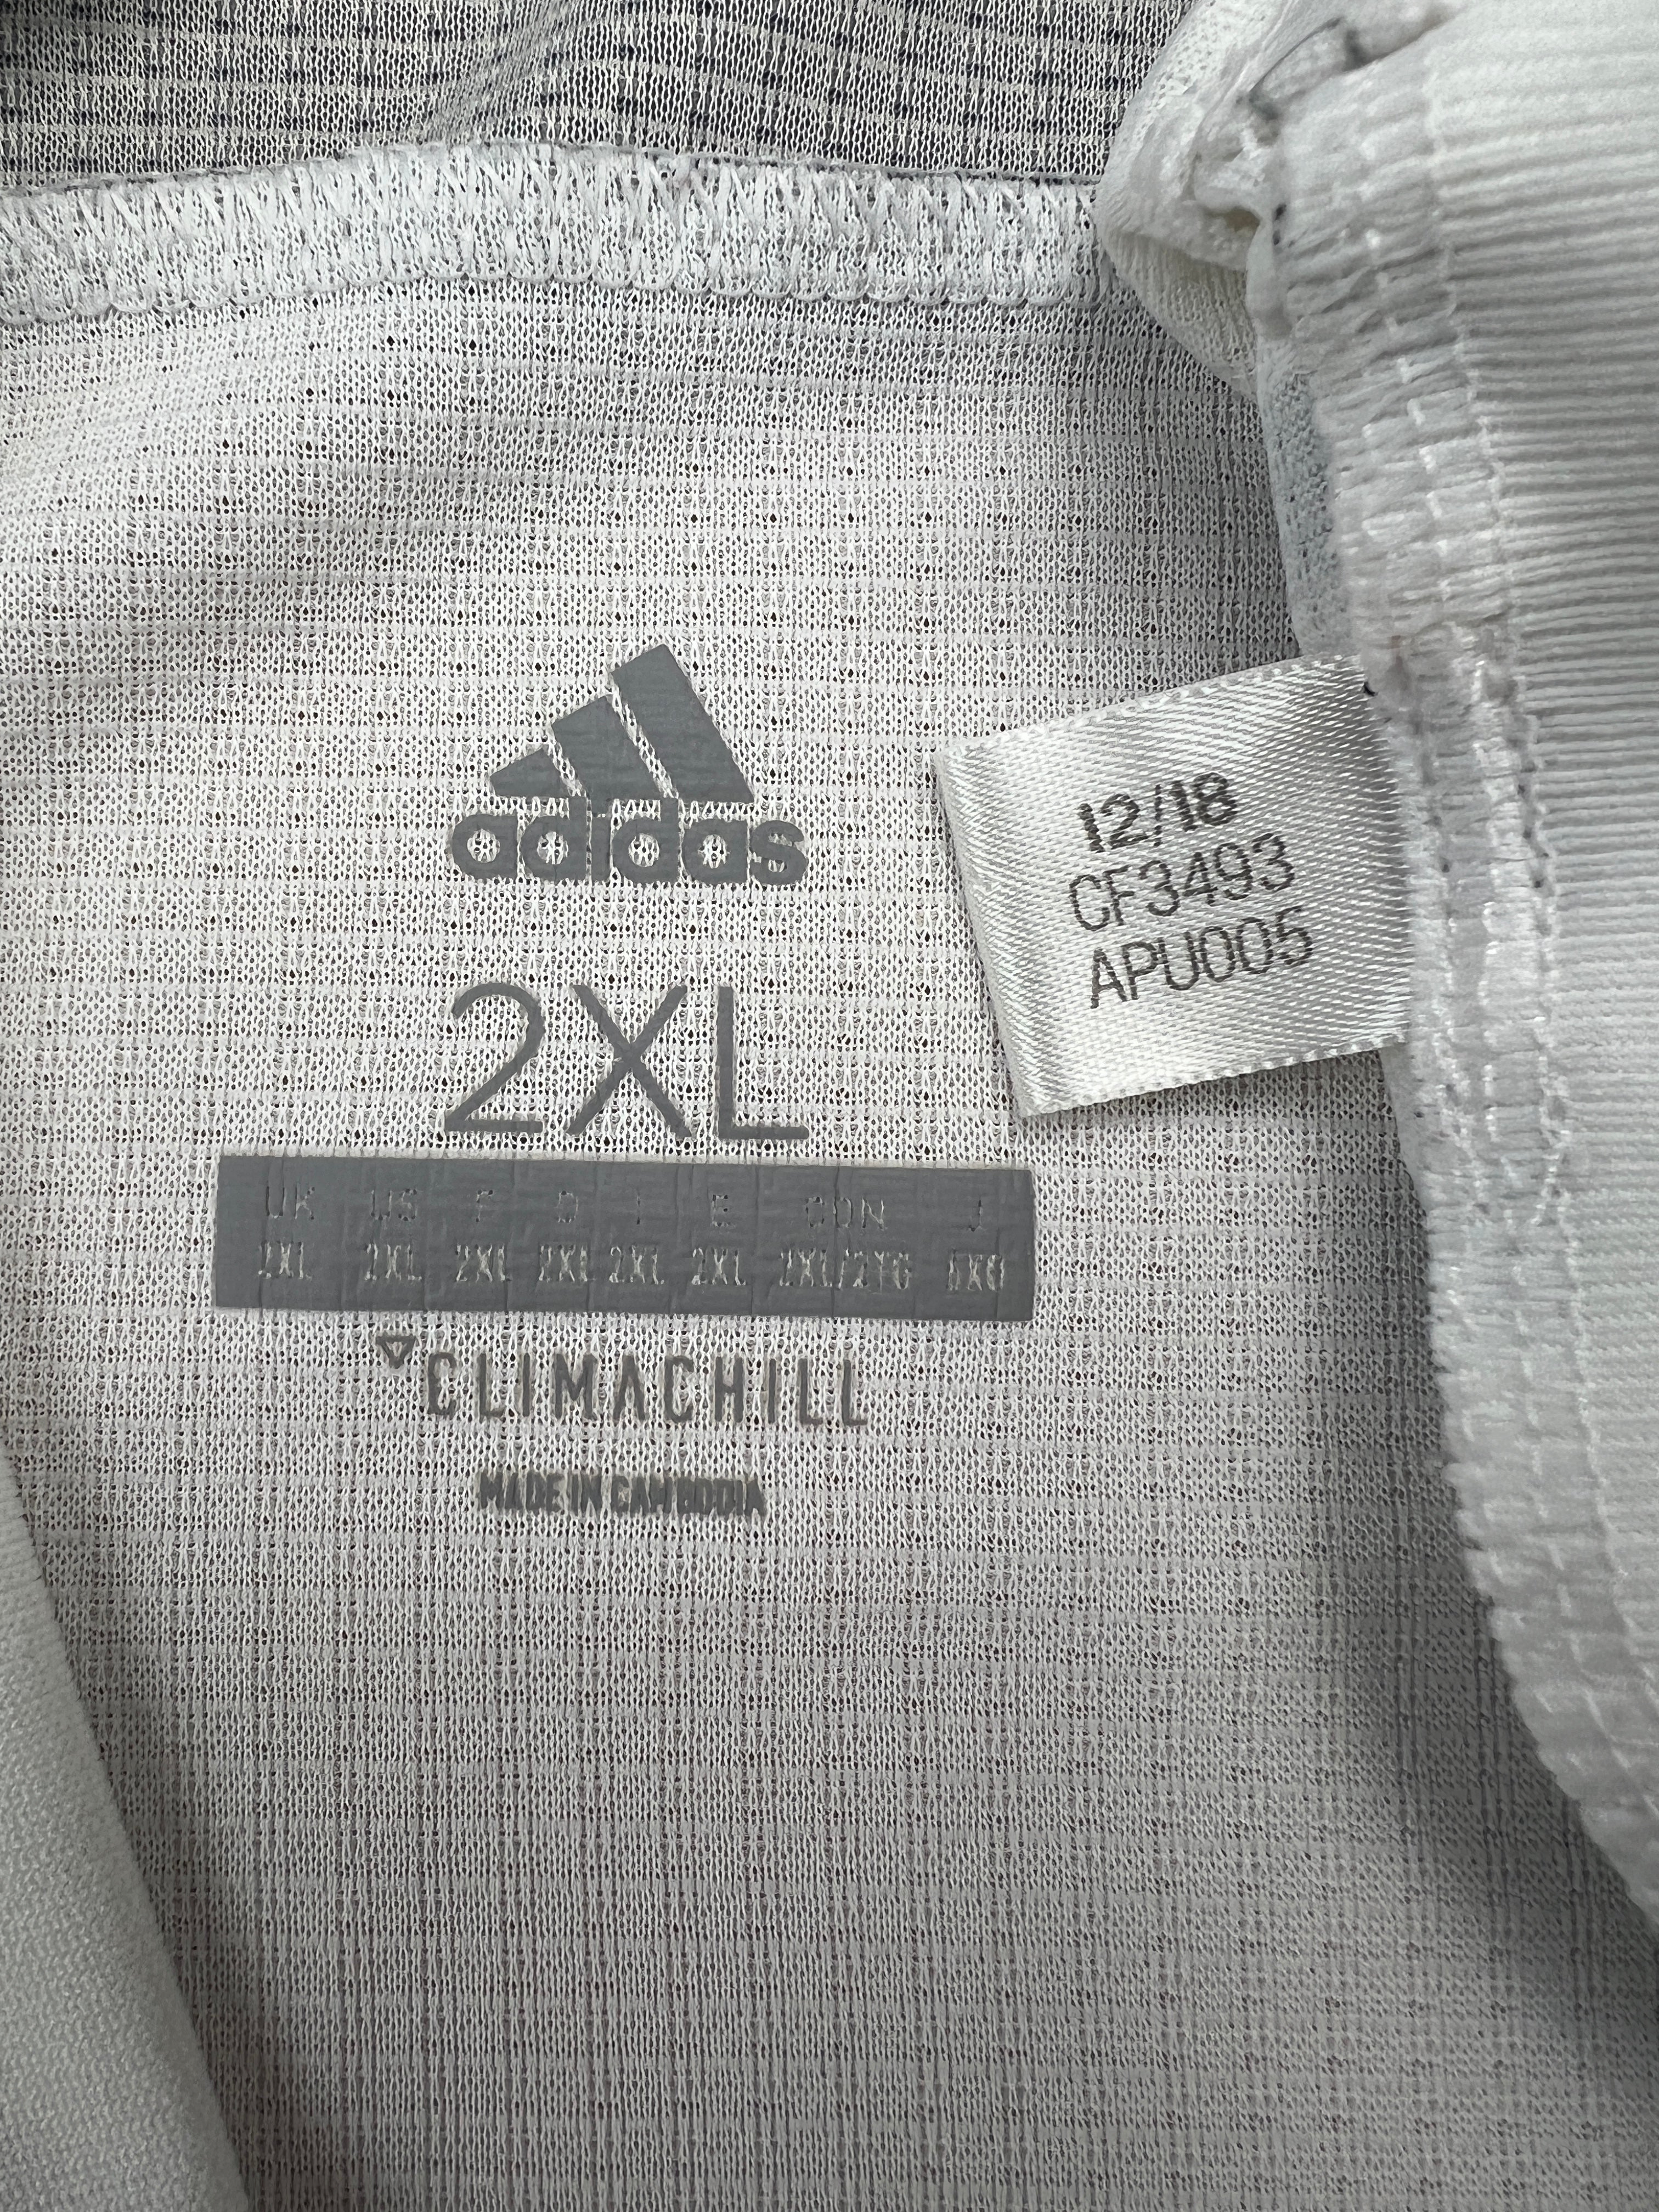 adidas
2XL
UK US F D I E CDN J
2XL 2XL 2XL 2XL 2XL 2XL 2XL/2TG
CLIMACHILL
MADE IN CAMBODIA
12/18
CF3493
APU005